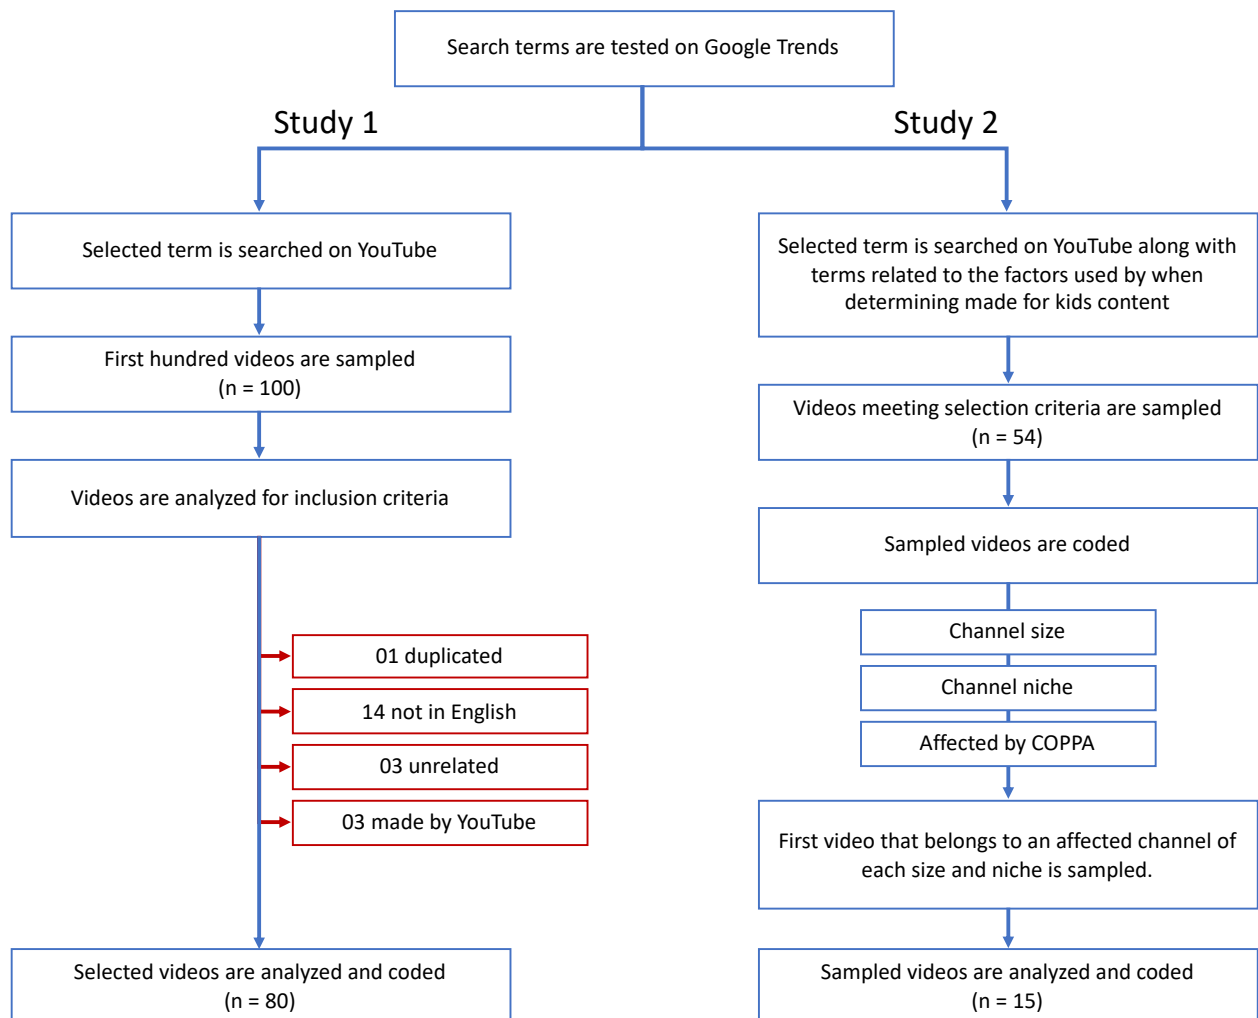 Search terms are tested on Google Trends
Study 1
Study 2
Selected term is searched on YouTube
First hundred videos are sampled
(n = 100)
Videos are analyzed for inclusion criteria
01 duplicated
14 not in English
03 unrelated
03 made by YouTube
Selected videos are analyzed and coded
(n = 80)
Selected term is searched on YouTube along with
terms related to the factors used by when
determining made for kids content
Videos meeting selection criteria are sampled
(n = 54)
Sampled videos are coded
Channel size
Channel niche
Affected by COPPA
First video that belongs to an affected channel of
each size and niche is sampled.
Sampled videos are analyzed and coded
(n = 15)